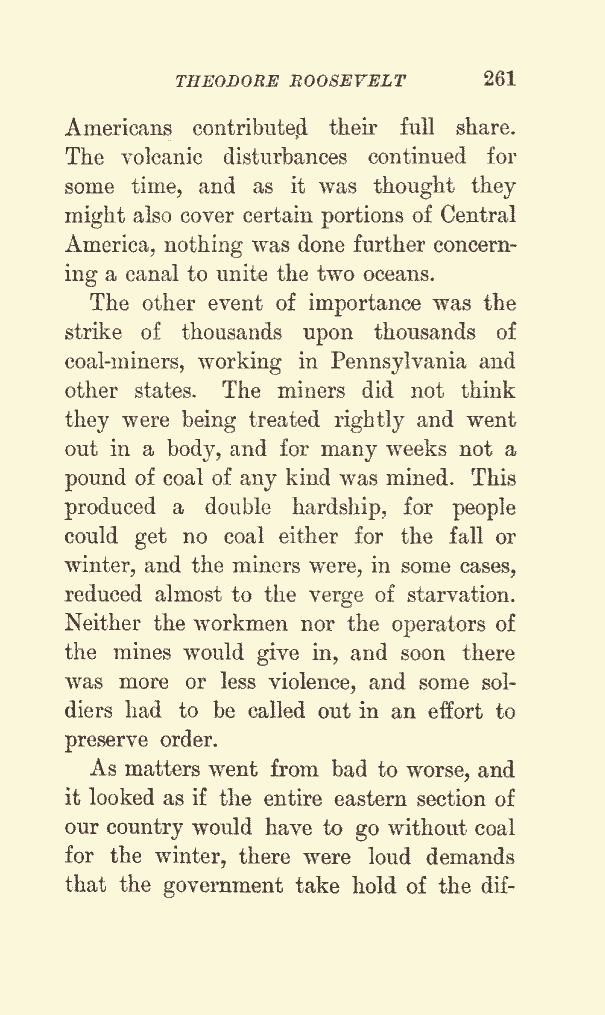 THEODORE ROOSEVELT 261
Americans contributed their full share.
The volcanic disturbances continued for
some time, and as it was thought they
might also cover certain portions of Central
America, nothing was done further concern-
ing a canal to unite the two oceans.
The other event of importance was the
strike of thousands upon thousands of
coal-miners, working in Pennsylvania and
other states. The miners did not think
they were being treated rightly and went
out in a body, and for many weeks not a
pound of coal of any kind was mined. This
produced a double hardship, for people
could get no coal either for the fall or
winter, and the miners were, in some cases,
reduced almost to the verge of starvation.
Neither the workmen nor the operators of
the mines would give in, and soon there
was more or less violence, and some sol-
diers had to be called out in an effort to
preserve order.
As matters went from bad to worse, and
it looked as if the entire eastern section of
our country would have to go without coal
for the winter, there were loud demands
that the government take hold of the dif-